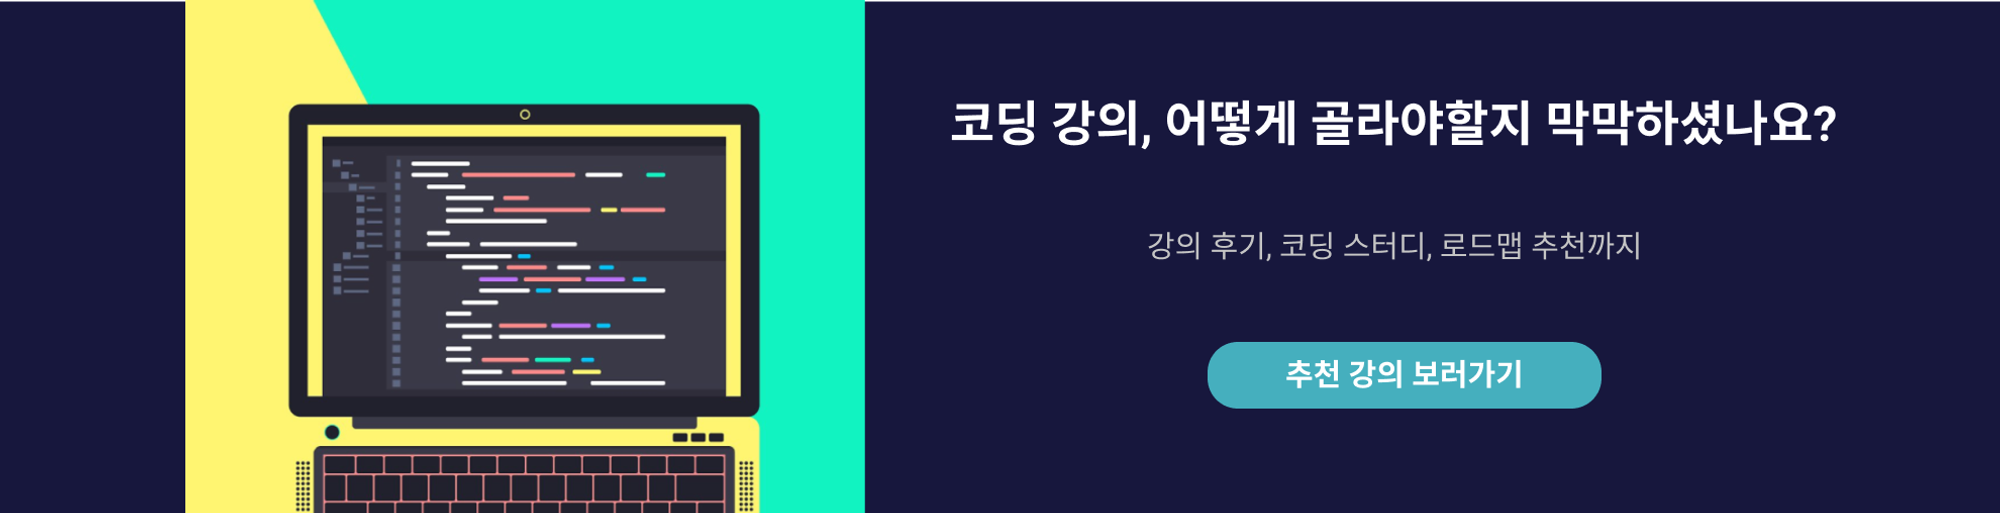 코딩 강의, 어떻게 골라야할지 막막하셨나요?
강의 후기, 코딩 스터디, 로드맵 추천까지
추천 강의 보러가기